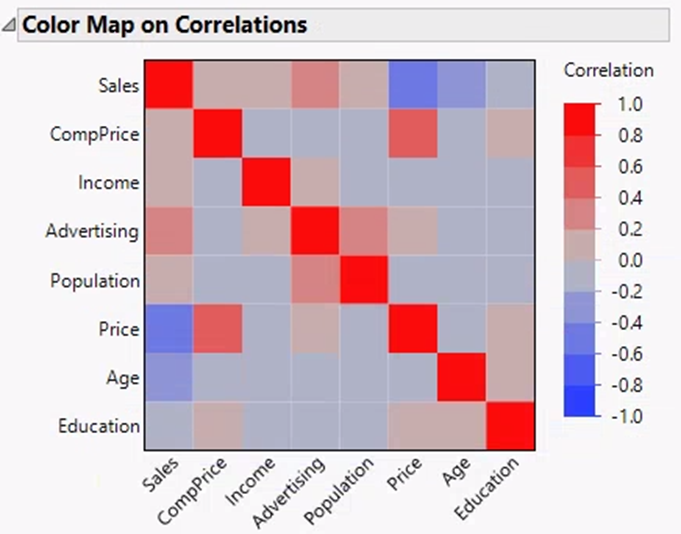 Color Map on Correlations
Correlation
Sales
CompPrice
Income
Advertising
Population
Price
Age
Education
1.0
0.8
0.6
0.4
0.2
0.0
-0.2
-0.4
-0.6
-0.8
-1.0
Sales
CompPrice
Income
Advertising
Population
Price
Age
Education